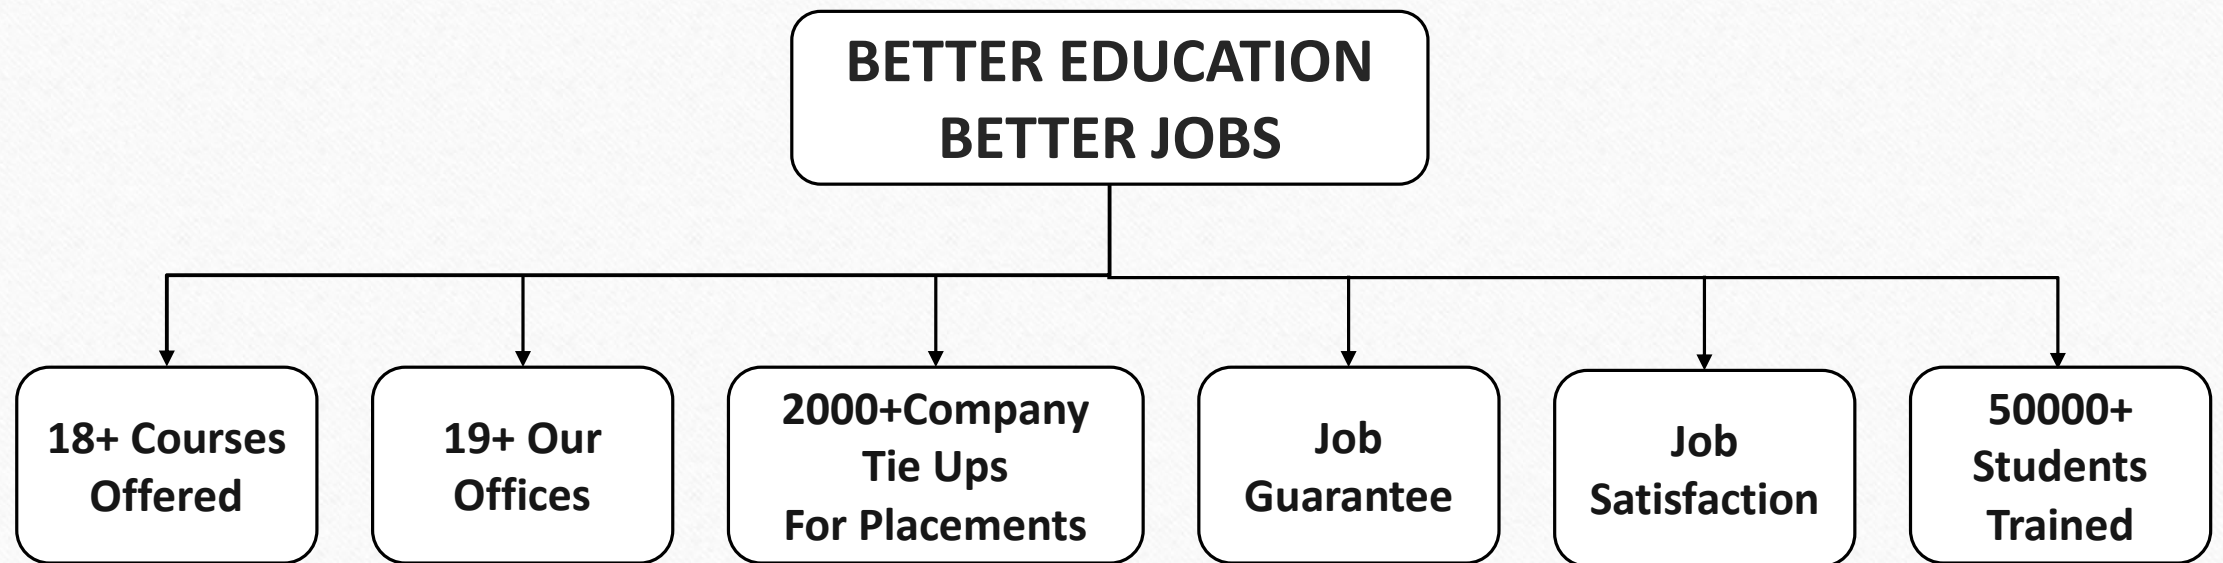 BETTER EDUCATION
BETTER JOBS
18+ Courses
Offered
19+ Our
Offices
2000+Company
Tie Ups
For Placements
Job
Guarantee
Job
Satisfaction
50000+
Students
Trained